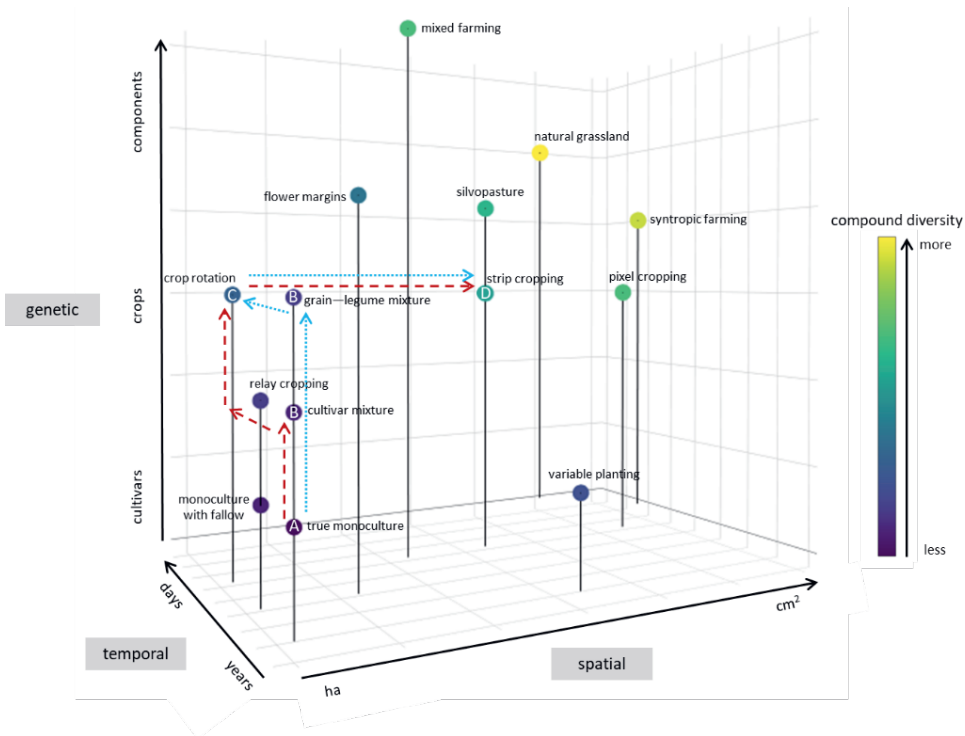 mixed farming
components
natural grassland
flower margins
silvopasture
syntropic farming
compound diversity
more
crop rotation
strip cropping
pixel cropping
C
B
grain—legume mixture
D
genetic
crops
relay cropping
B
cultivar mixture
cultivars
variable planting
monoculture
with fallow
A
true monoculture
less
days
cm2
temporal
years
spatial
ha